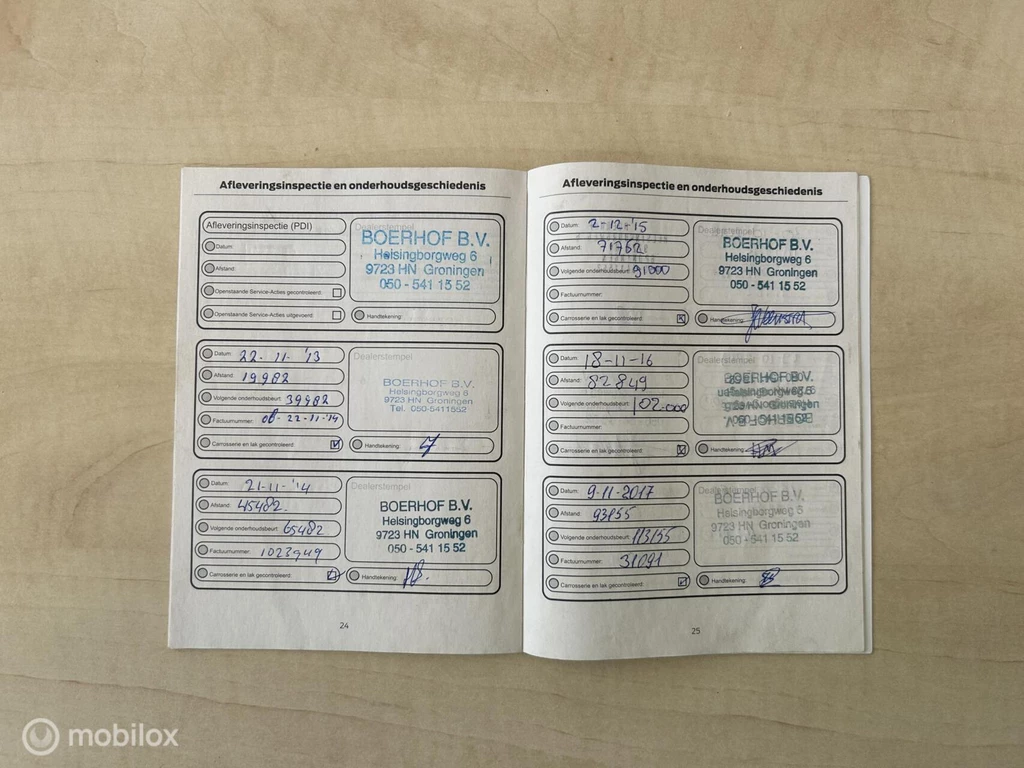 Afleveringsinspectie en onderhoudsgeschiedenis
Afleveringsinspectie (PDI)
Datum:
Afstand:
Openstaande Service-Acties gecontroleerd:
Openstaande Service-Acties uitgevoerd:
Dealerstempel
BOERHOF B.V.
Helsingborgweg 6
9723 HN Groningen
050 - 541 15 52
Handtekening:
Datum: 22-11-'13
Afstand: 19982
Volgende onderhoudsbeurt: 39982
Factuurnummer: 22-11-'14
Carrosserie en lak gecontroleerd:
Dealerstempel
BOERHOF B.V.
Helsingborgweg 6
9723 HN Groningen
Tel. 050-5411552
Handtekening:
Datum: 21-11-'14
Afstand: 45482
Volgende onderhoudsbeurt: 65482
Factuurnummer: 1023949
Carrosserie en lak gecontroleerd:
Dealerstempel
BOERHOF B.V.
Helsingborgweg 6
9723 HN Groningen
050 - 541 15 52
Handtekening:
24
Afleveringsinspectie en onderhoudsgeschiedenis
Datum: 2-12-'15
Afstand: 71762
Volgende onderhoudsbeurt: 91000
Factuurnummer:
Carrosserie en lak gecontroleerd:
Dealerstempel
BOERHOF B.V.
Helsingborgweg 6
9723 HN Groningen
050 - 541 15 52
Handtekening:
Datum: 18-11-16
Afstand: 82849
Volgende onderhoudsbeurt: 102.000
Factuurnummer:
Carrosserie en lak gecontroleerd:
Dealerstempel
Handtekening:
Datum: 9-11-2017
Afstand: 93155
Volgende onderhoudsbeurt: 113155
Factuurnummer: 31091
Carrosserie en lak gecontroleerd:
Dealerstempel
BOERHOF B.V.
Helsingborgweg 6
9723 HN Groningen
050 - 541 15 52
Handtekening:
25
mobilox